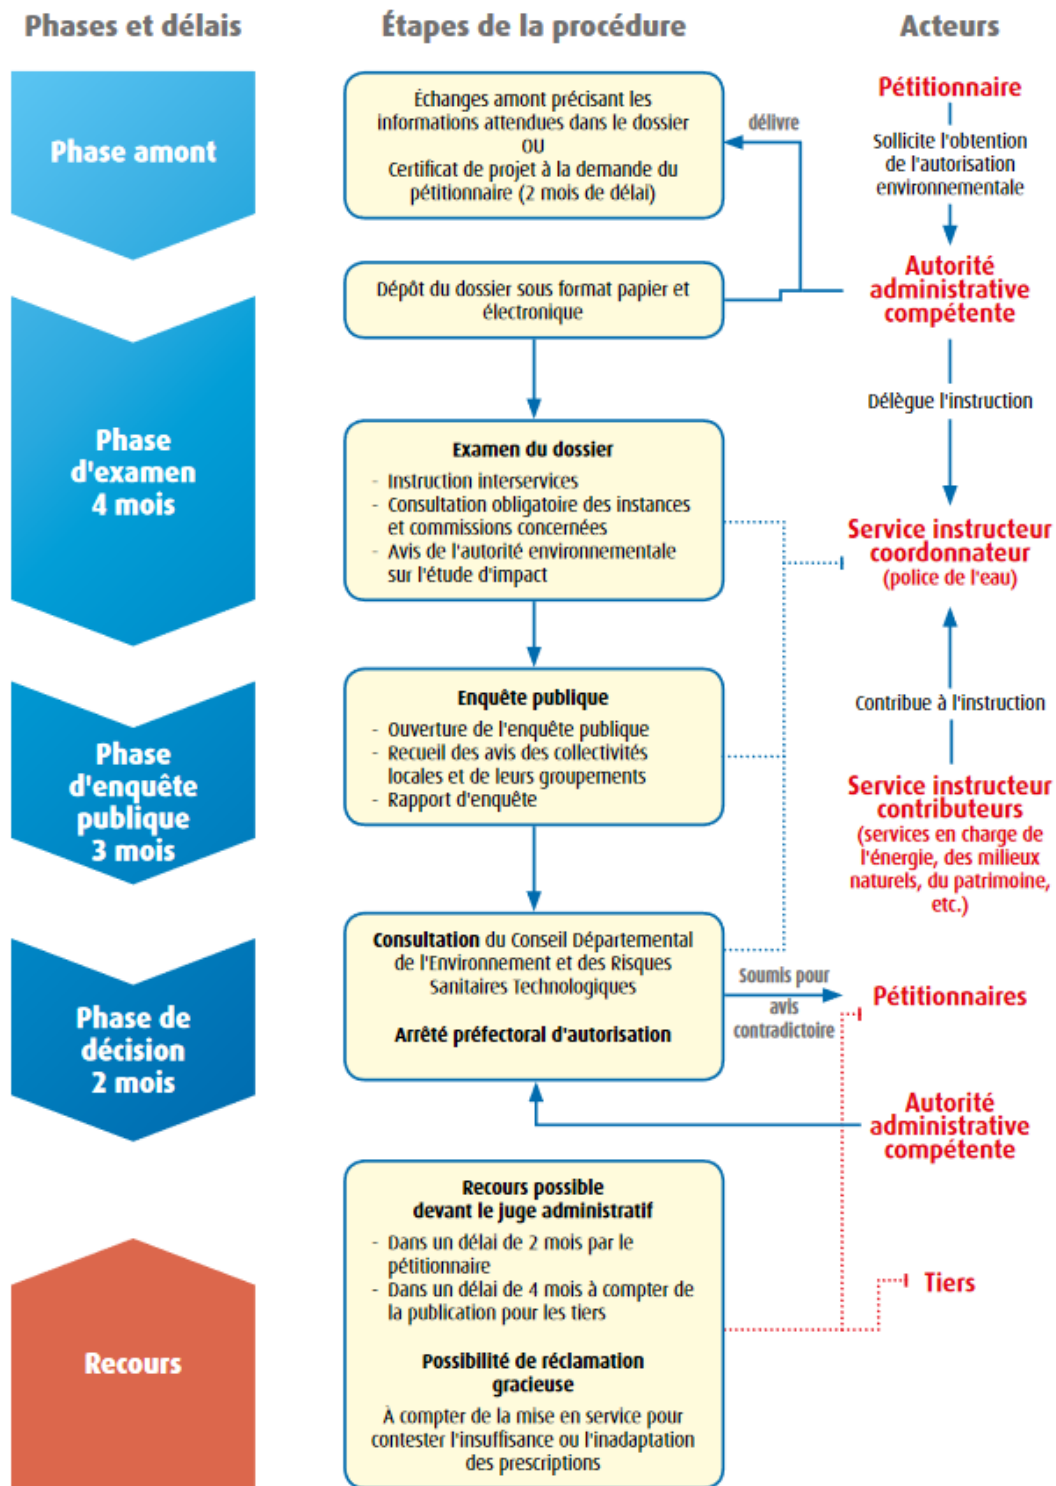 Phases et délais
Étapes de la procédure
Acteurs
Phase amont
Échanges amont précisant les
informations attendues dans le dossier
OU
Certificat de projet à la demande du
pétitionnaire (2 mois de délai)
délivre
Pétitionnaire
Sollicite l'obtention
de l'autorisation
environnementale
Dépôt du dossier sous format papier et
électronique
Autorité
administrative
compétente
Délègue l'instruction
Phase
d'examen
4 mois
Examen du dossier
- Instruction interservices
- Consultation obligatoire des instances
et commissions concernées
- Avis de l'autorité environnementale
sur l'étude d'impact
Service instructeur
coordonnateur
(police de l'eau)
Contribue à l'instruction
Phase
d'enquête
publique
3 mois
Enquête publique
- Ouverture de l'enquête publique
- Recueil des avis des collectivités
locales et de leurs groupements
- Rapport d'enquête
Service instructeur
contributeurs
(services en charge de
l'énergie, des milieux
naturels, du patrimoine,
etc.)
Phase de
décision
2 mois
Consultation du Conseil Départemental
de l'Environnement et des Risques
Sanitaires Technologiques
Arrêté préfectoral d'autorisation
Soumis pour
avis
contradictoire
Pétitionnaires
Autorité
administrative
compétente
Recours
Recours possible
devant le juge administratif
- Dans un délai de 2 mois par le
pétitionnaire
- Dans un délai de 4 mois à compter de
la publication pour les tiers
Possibilité de réclamation
gracieuse
À compter de la mise en service pour
contester l'insuffisance ou l'inadaptation
des prescriptions
Tiers